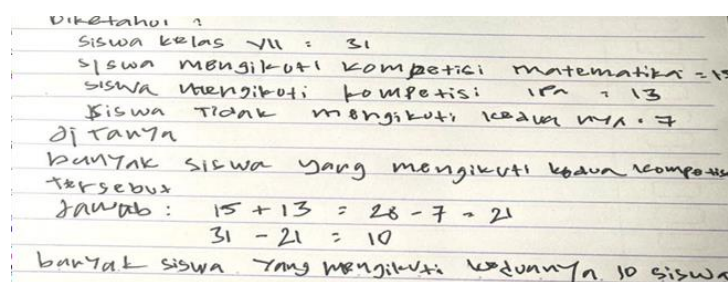 Diketahui :
siswa kelas VII = 31
siswa mengikuti kompetisi matematika = 15
siswa mengikuti kompetisi IPA = 13
siswa Tidak mengikuti keduanya = 7
di Tanya
banyak siswa yang mengikuti kedua kompetisi
tersebut
Jawab : 15 + 13 = 28 - 7 = 21
31 - 21 = 10
banyak siswa yang mengikuti keduannya 10 siswa